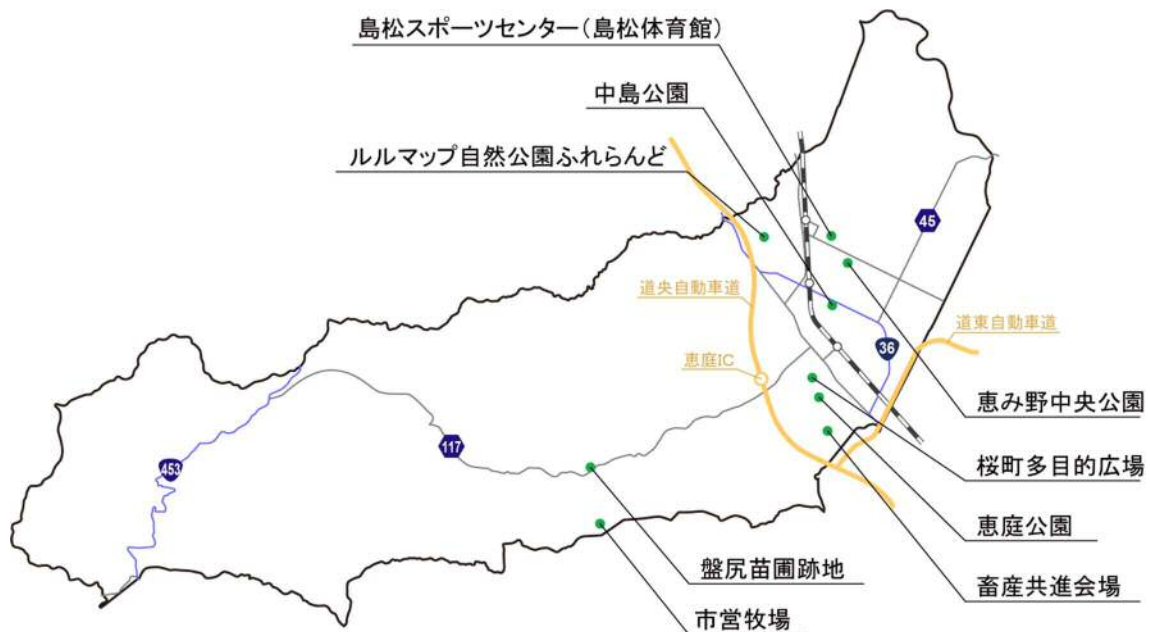 島松スポーツセンター(島松体育館)
中島公園
ルルマップ自然公園ふれらんど
45
道央自動車道
道東自動車道
36
恵庭IC
恵み野中央公園
117
453
桜町多目的広場
恵庭公園
盤尻苗圃跡地
畜産共進会場
市営牧場